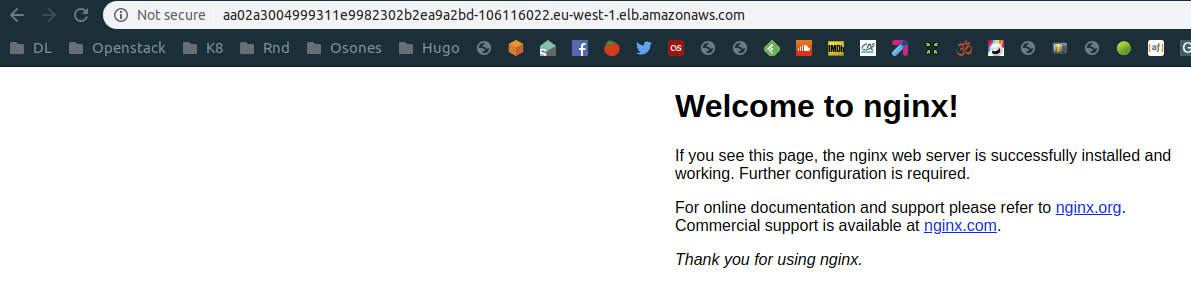 Not secure aa02a3004999311e9982302b2ea9a2bd-106116022.eu-west-1.elb.amazonaws.com
DL Openstack K8 Rnd Osones Hugo IMDb CA {af} G
Welcome to nginx!
If you see this page, the nginx web server is successfully installed and
working. Further configuration is required.
For online documentation and support please refer to nginx.org.
Commercial support is available at nginx.com.
Thank you for using nginx.